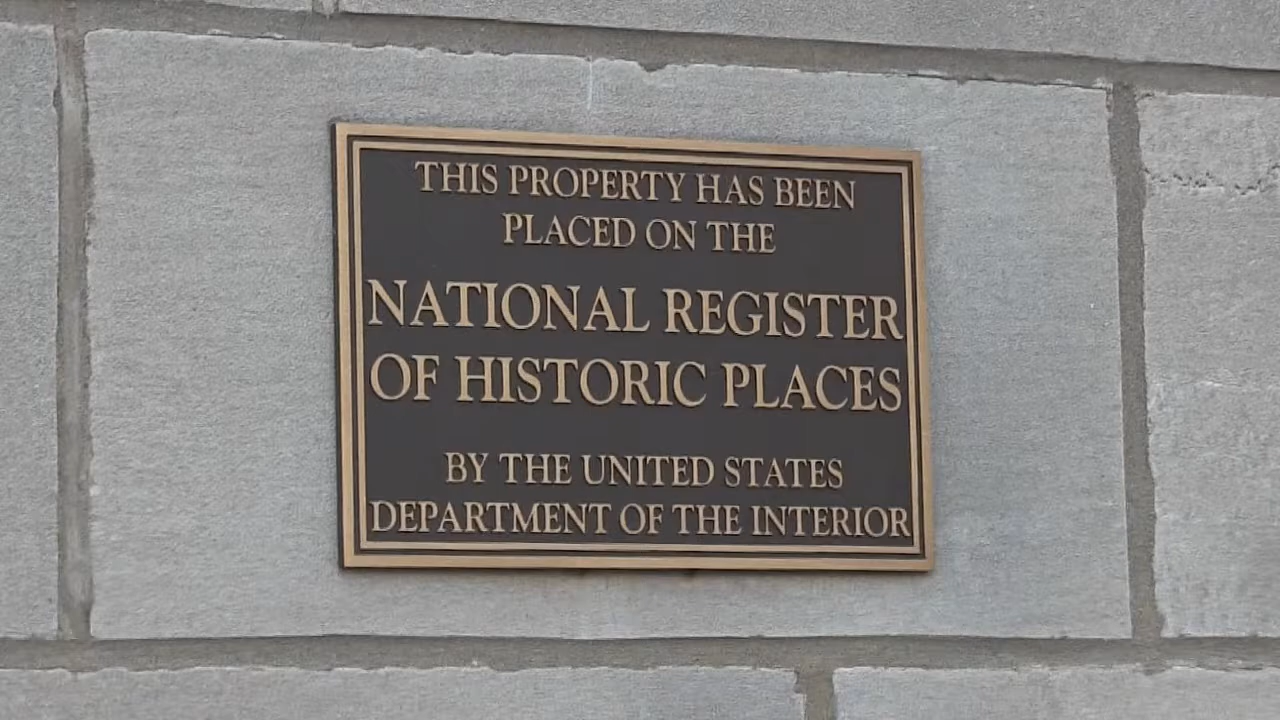 THIS PROPERTY HAS BEEN
PLACED ON THE
NATIONAL REGISTER
OF HISTORIC PLACES
BY THE UNITED STATES
DEPARTMENT OF THE INTERIOR